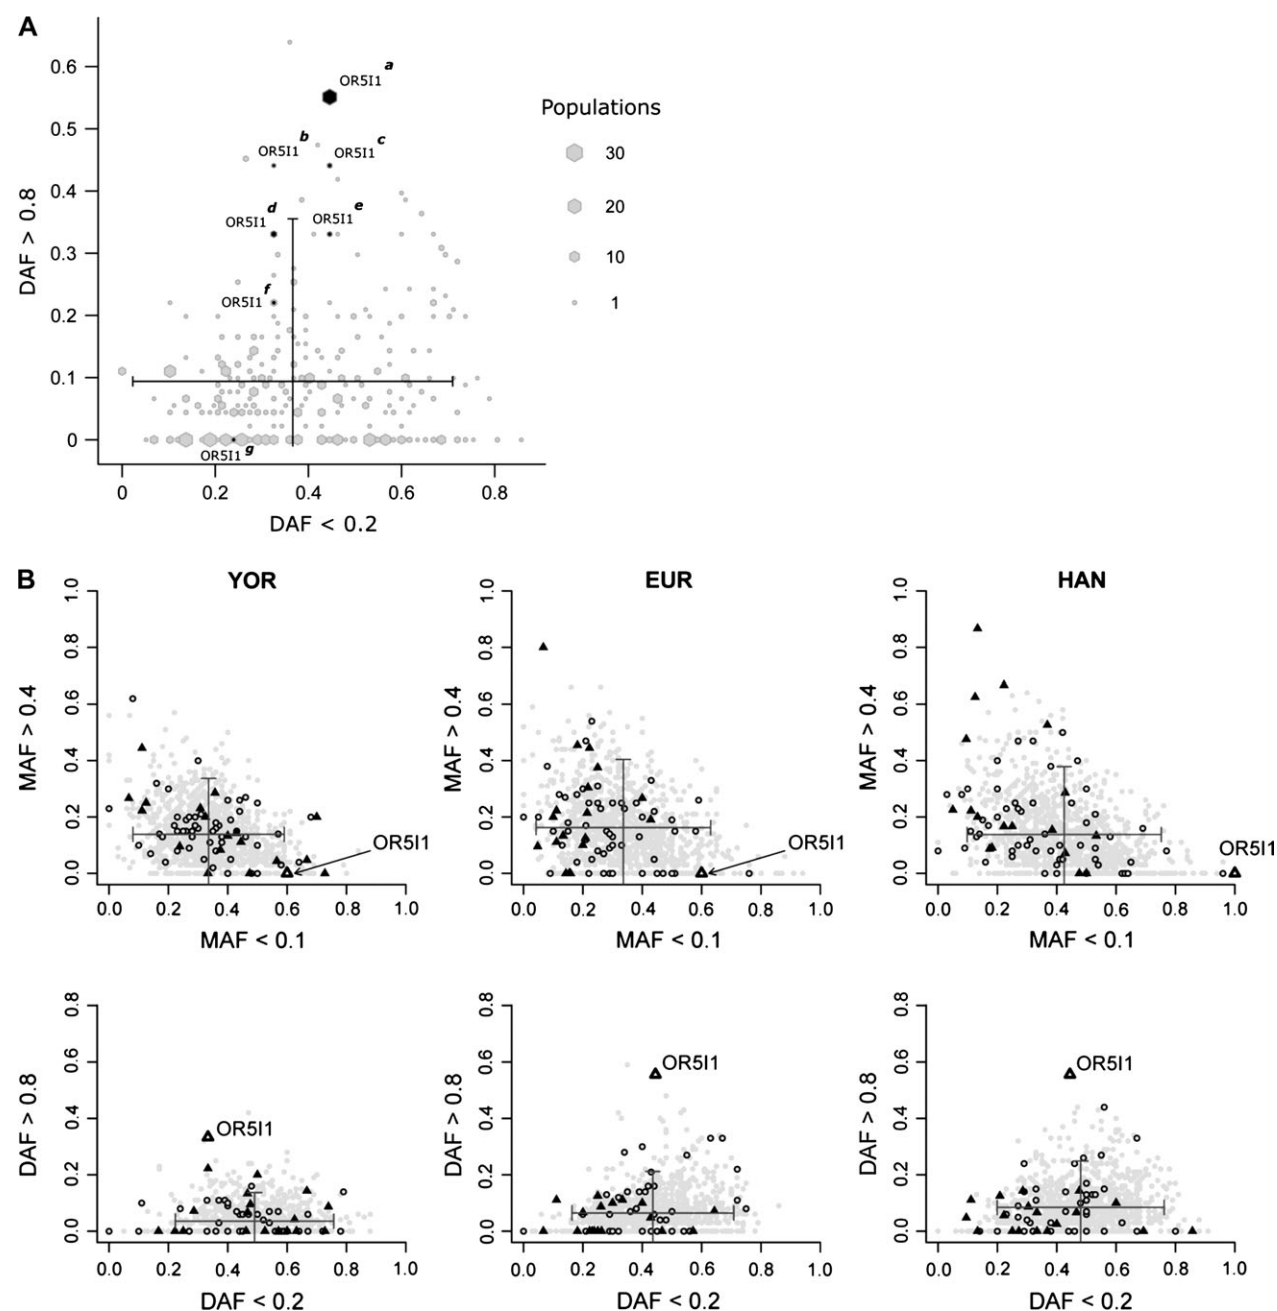 A
DAF > 0.8
0.6
0.5
0.4
0.3
0.2
0.1
0
OR5I1 a
OR5I1 b
OR5I1 c
OR5I1 d
OR5I1 e
OR5I1 f
OR5I1 g
0 0.2 0.4 0.6 0.8
DAF < 0.2
Populations
30
20
10
1
B
YOR
MAF > 0.4
1.0
0.8
0.6
0.4
0.2
0.0
OR5I1
0.0 0.2 0.4 0.6 0.8 1.0
MAF < 0.1
EUR
MAF > 0.4
1.0
0.8
0.6
0.4
0.2
0.0
OR5I1
0.0 0.2 0.4 0.6 0.8 1.0
MAF < 0.1
HAN
MAF > 0.4
1.0
0.8
0.6
0.4
0.2
0.0
OR5I1
0.0 0.2 0.4 0.6 0.8 1.0
MAF < 0.1
DAF > 0.8
0.8
0.6
0.4
0.2
0.0
OR5I1
0.0 0.2 0.4 0.6 0.8 1.0
DAF < 0.2
DAF > 0.8
0.8
0.6
0.4
0.2
0.0
OR5I1
0.0 0.2 0.4 0.6 0.8 1.0
DAF < 0.2
DAF > 0.8
0.8
0.6
0.4
0.2
0.0
OR5I1
0.0 0.2 0.4 0.6 0.8 1.0
DAF < 0.2